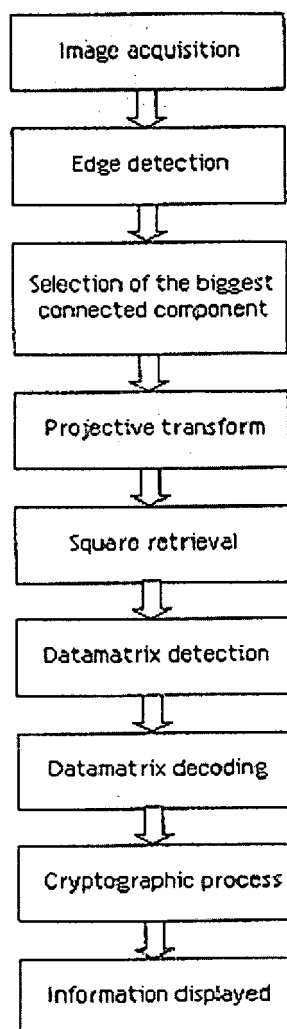 Image acquisition
Edge detection
Selection of the biggest
connected component
Projective transform
Square retrieval
Datamatrix detection
Datamatrix decoding
Cryptographic process
Information displayed